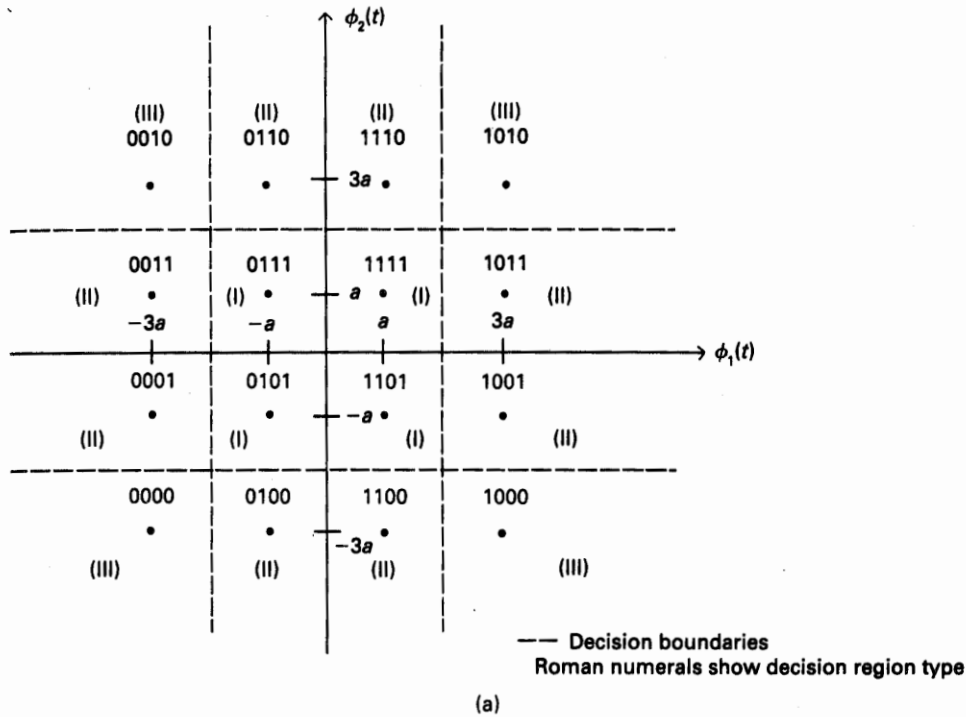 ϕ₂(t)
(III) (II) (II) (III)
0010 0110 1110 1010
3a
0011 0111 1111 1011
(II) (I) a (I) (II)
−3a −a a 3a
ϕ₁(t)
0001 0101 1101 1001
−a
(II) (I) (I) (II)
0000 0100 1100 1000
−3a
(III) (II) (II) (III)
Decision boundaries
Roman numerals show decision region type
(a)